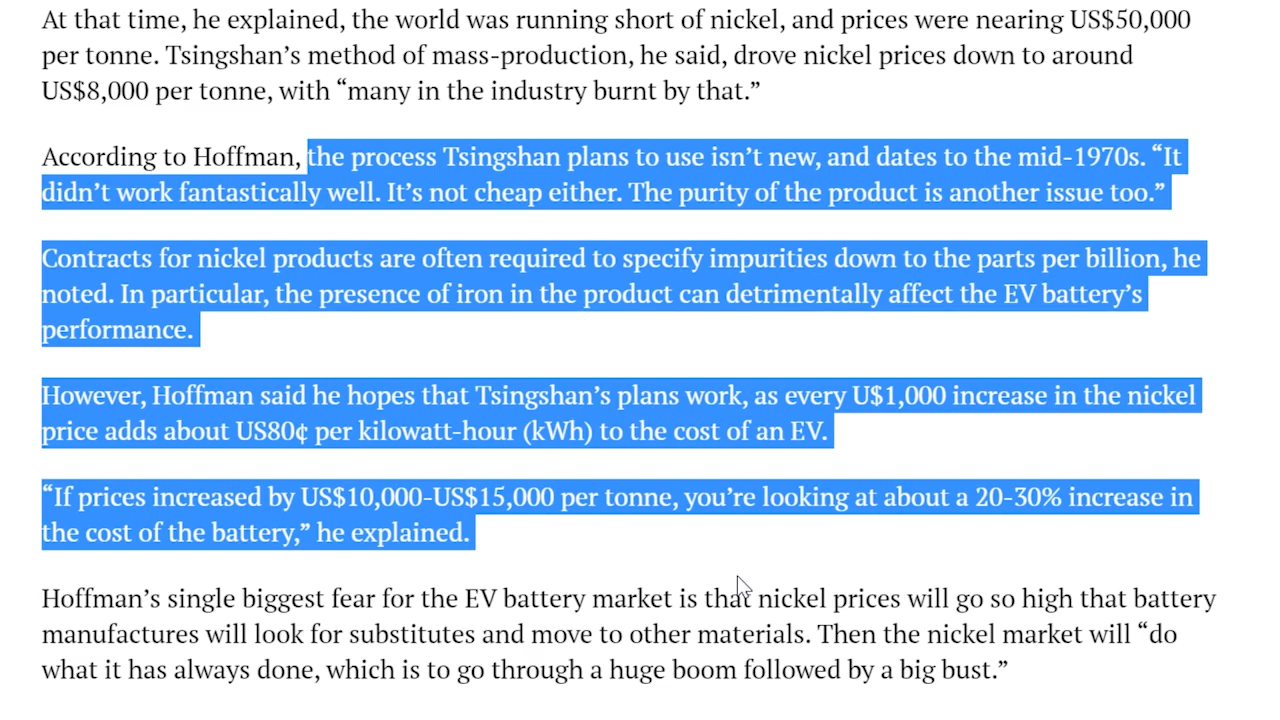 At that time, he explained, the world was running short of nickel, and prices were nearing US$50,000
per tonne. Tsingshan’s method of mass-production, he said, drove nickel prices down to around
US$8,000 per tonne, with “many in the industry burnt by that.”
According to Hoffman, the process Tsingshan plans to use isn’t new, and dates to the mid-1970s. “It
didn’t work fantastically well. It’s not cheap either. The purity of the product is another issue too.”
Contracts for nickel products are often required to specify impurities down to the parts per billion, he
noted. In particular, the presence of iron in the product can detrimentally affect the EV battery’s
performance.
However, Hoffman said he hopes that Tsingshan’s plans work, as every U$1,000 increase in the nickel
price adds about US80¢ per kilowatt-hour (kWh) to the cost of an EV.
“If prices increased by US$10,000-US$15,000 per tonne, you’re looking at about a 20-30% increase in
the cost of the battery,” he explained.
Hoffman’s single biggest fear for the EV battery market is that nickel prices will go so high that battery
manufactures will look for substitutes and move to other materials. Then the nickel market will “do
what it has always done, which is to go through a huge boom followed by a big bust.”